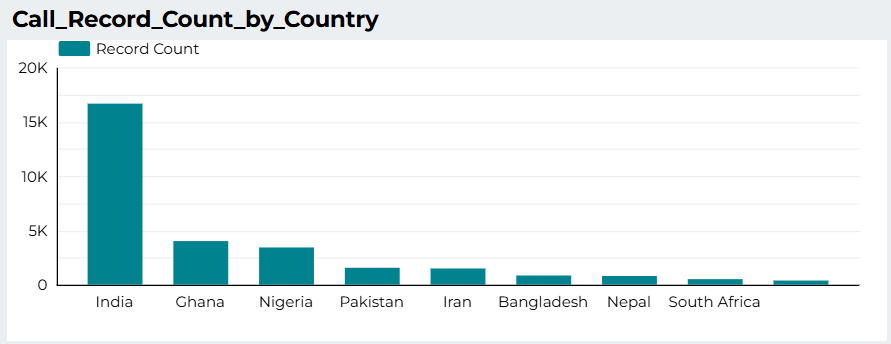 Call_Record_Count_by_Country
Record Count
20K
15K
10K
5K
0
India Ghana Nigeria Pakistan Iran Bangladesh Nepal South Africa